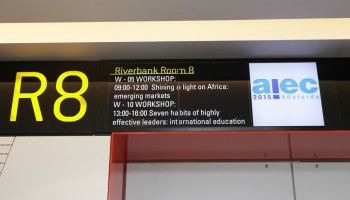 R8
Riverbank Room 8
W - 05 WORKSHOP:
09:00-12:00 Shining a light on Africa:
emerging markets
W - 10 WORKSHOP:
13:00-16:00 Seven habits of highly
effective leaders: international education
aiec
2015 Adelaide